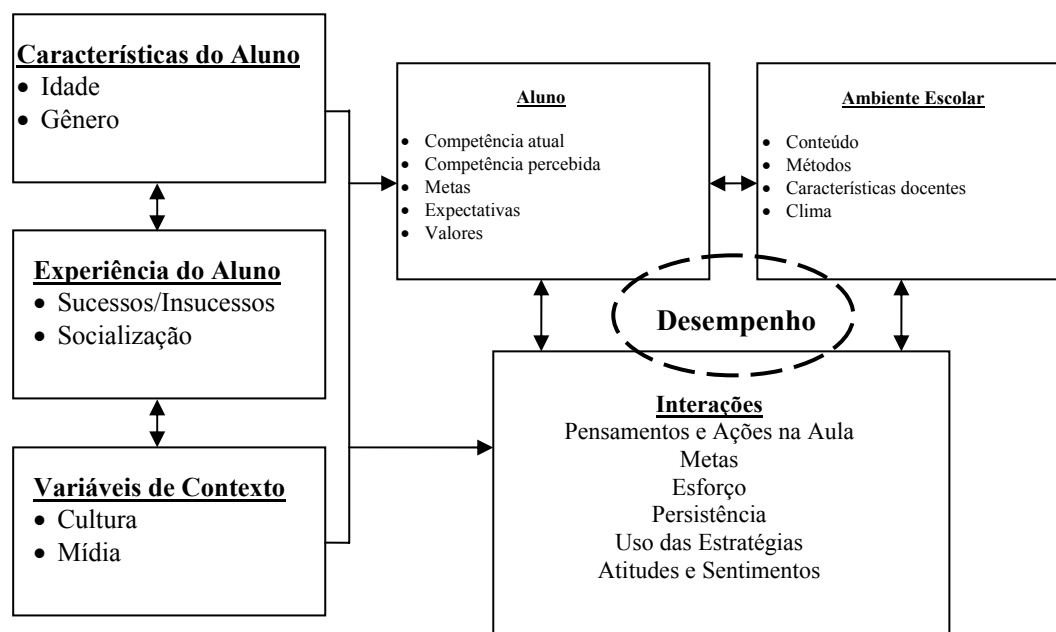 Características do Aluno
• Idade
• Gênero
Experiência do Aluno
• Sucessos/Insucessos
• Socialização
Variáveis de Contexto
• Cultura
• Mídia
Aluno
• Competência atual
• Competência percebida
• Metas
• Expectativas
• Valores
Ambiente Escolar
• Conteúdo
• Métodos
• Características docentes
• Clima
Desempenho
Interações
Pensamentos e Ações na Aula
Metas
Esforço
Persistência
Uso das Estratégias
Atitudes e Sentimentos